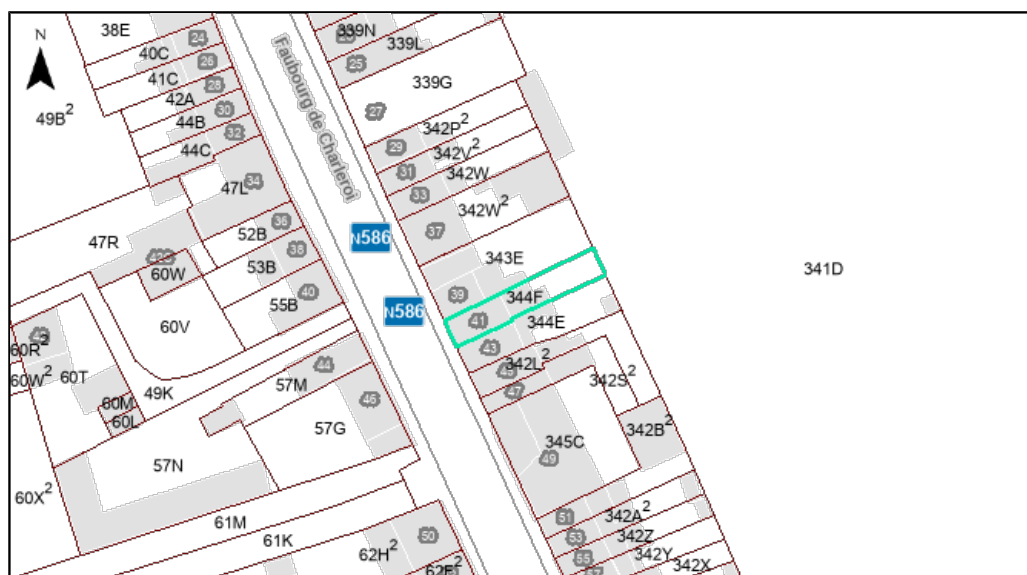 N
38E
24
40C
26
41C
28
42A
30
44B
32
44C
49B²
47L
34
Faubourg de Charleroi
339N
339L
25
339G
27
29
342P²
31
342V²
33
342W
37
342W²
343E
N586
N586
36
52B
38
53B
40
55B
47R
60W
60V
60R²
60W²
60T
60M
60L
49K
39
344F
41
344E
43
342L²
47
342S²
342B²
345C
49
341D
44
57M
46
57G
57N
60X²
61M
61K
50
62H²
62F²
51
342A²
53
342Z
55
342Y
57
342X